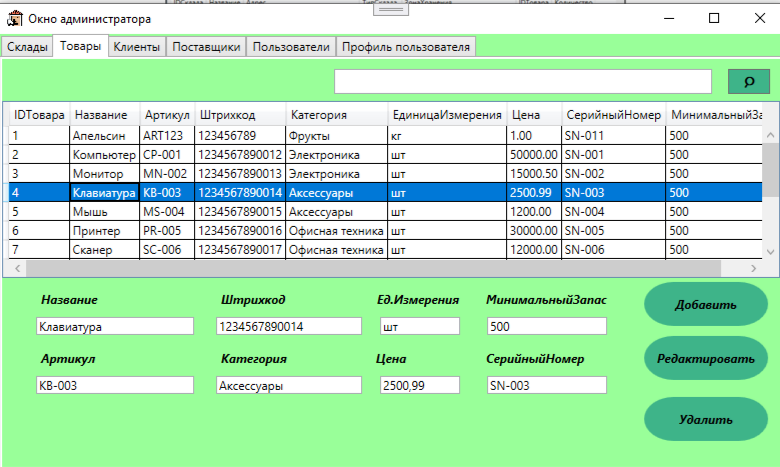 Окно администратора
Склады Товары Клиенты Поставщики Пользователи Профиль пользователя
IDТовара Название Артикул Штрихкод Категория ЕдиницаИзмерения Цена СерийныйНомер МинимальныйЗа
1 Апельсин ART123 123456789 Фрукты кг 1.00 SN-011 500
2 Компьютер CP-001 1234567890012 Электроника шт 50000.00 SN-001 500
3 Монитор MN-002 1234567890013 Электроника шт 15000.50 SN-002 500
4 Клавиатура KB-003 1234567890014 Аксессуары шт 2500.99 SN-003 500
5 Мышь MS-004 1234567890015 Аксессуары шт 1200.00 SN-004 500
6 Принтер PR-005 1234567890016 Офисная техника шт 30000.00 SN-005 500
7 Сканер SC-006 1234567890017 Офисная техника шт 12000.00 SN-006 500
Название Штрихкод Ед.Измерения МинимальныйЗапас Добавить
Клавиатура 1234567890014 шт 500
Артикул Категория Цена СерийныйНомер Редактировать
KB-003 Аксессуары 2500,99 SN-003
Удалить